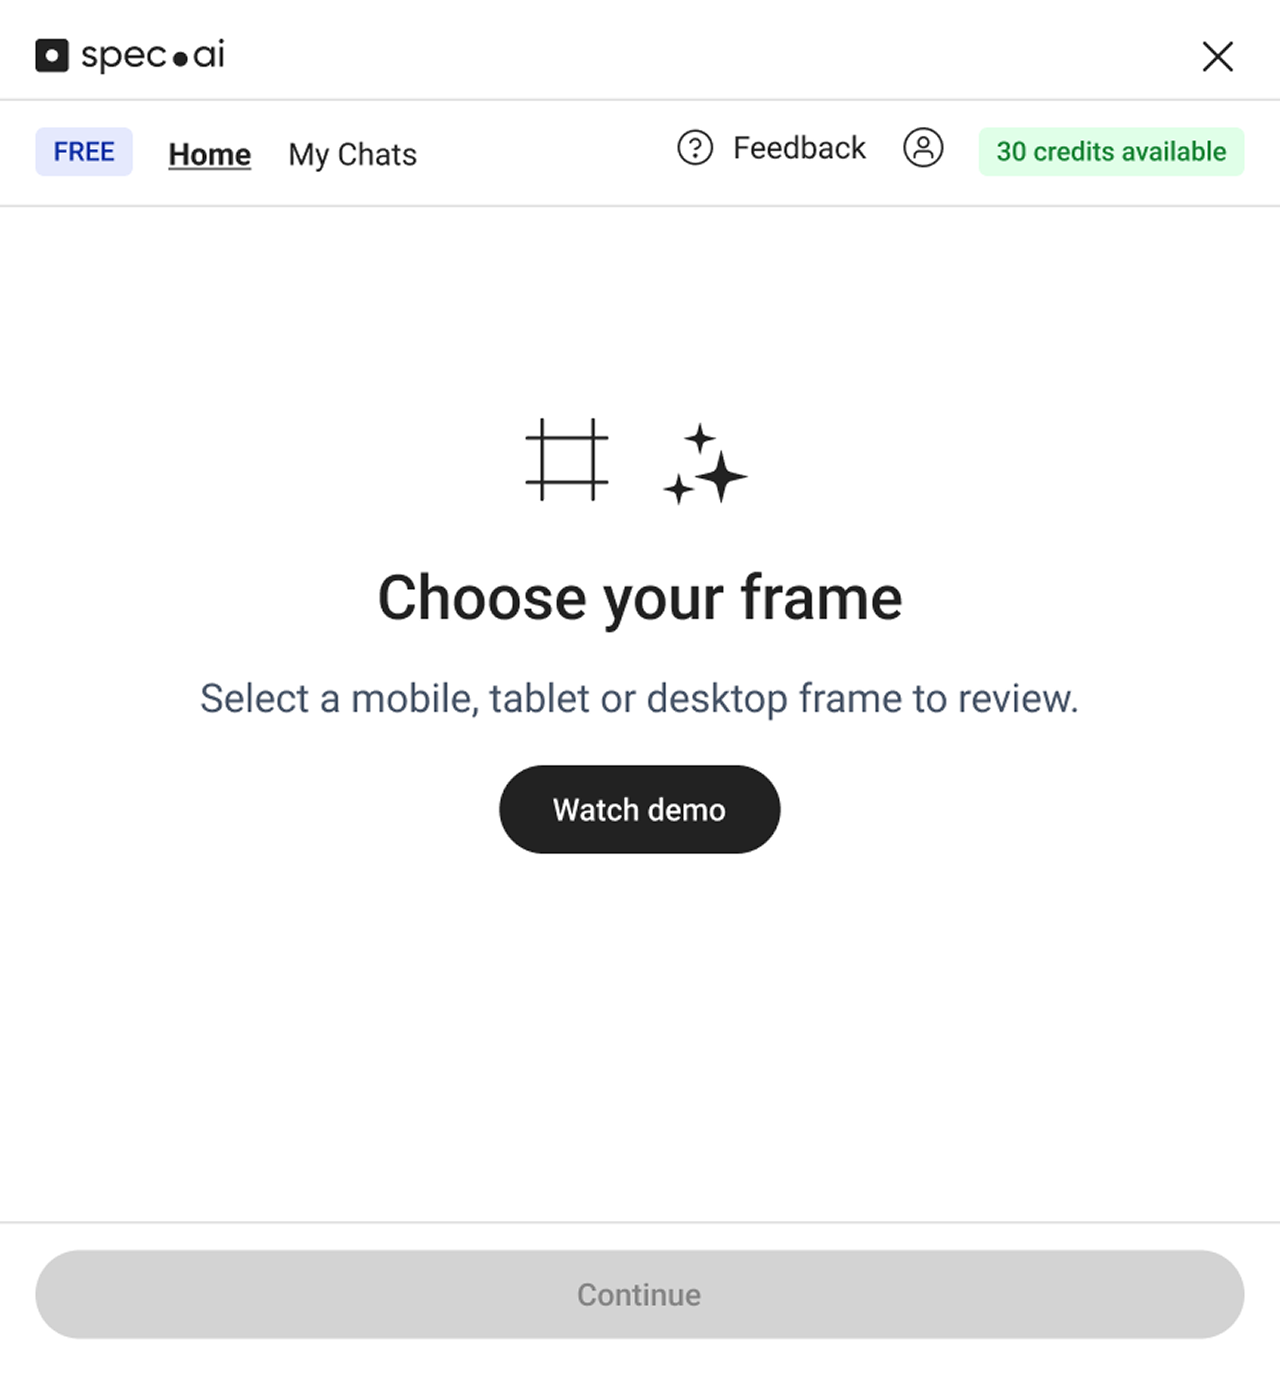 spec.ai
FREE Home My Chats Feedback 30 credits available
Choose your frame
Select a mobile, tablet or desktop frame to review.
Watch demo
Continue